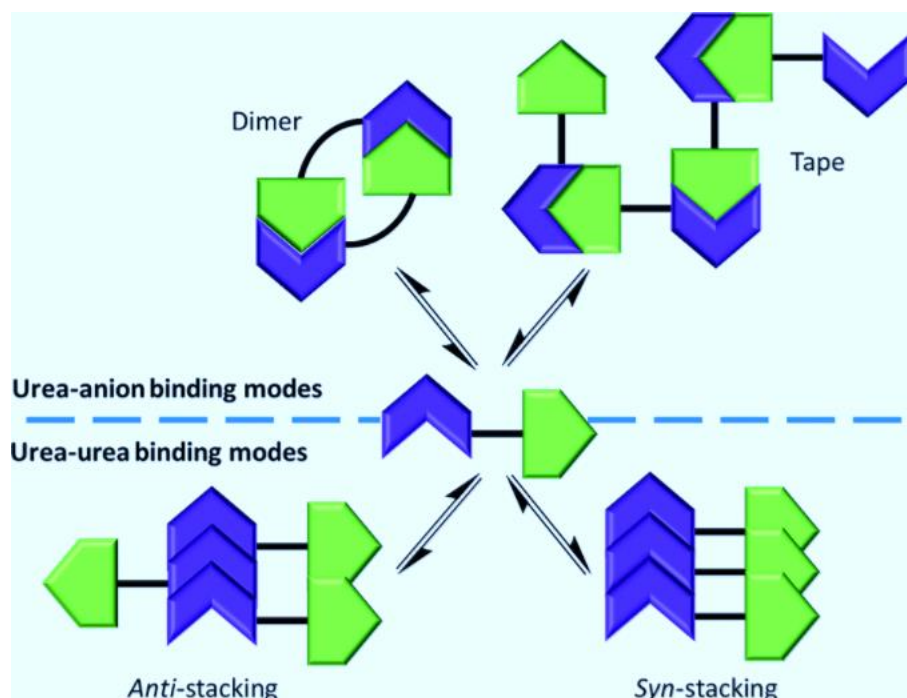 Dimer
Tape
Urea-anion binding modes
Urea-urea binding modes
Anti-stacking
Syn-stacking